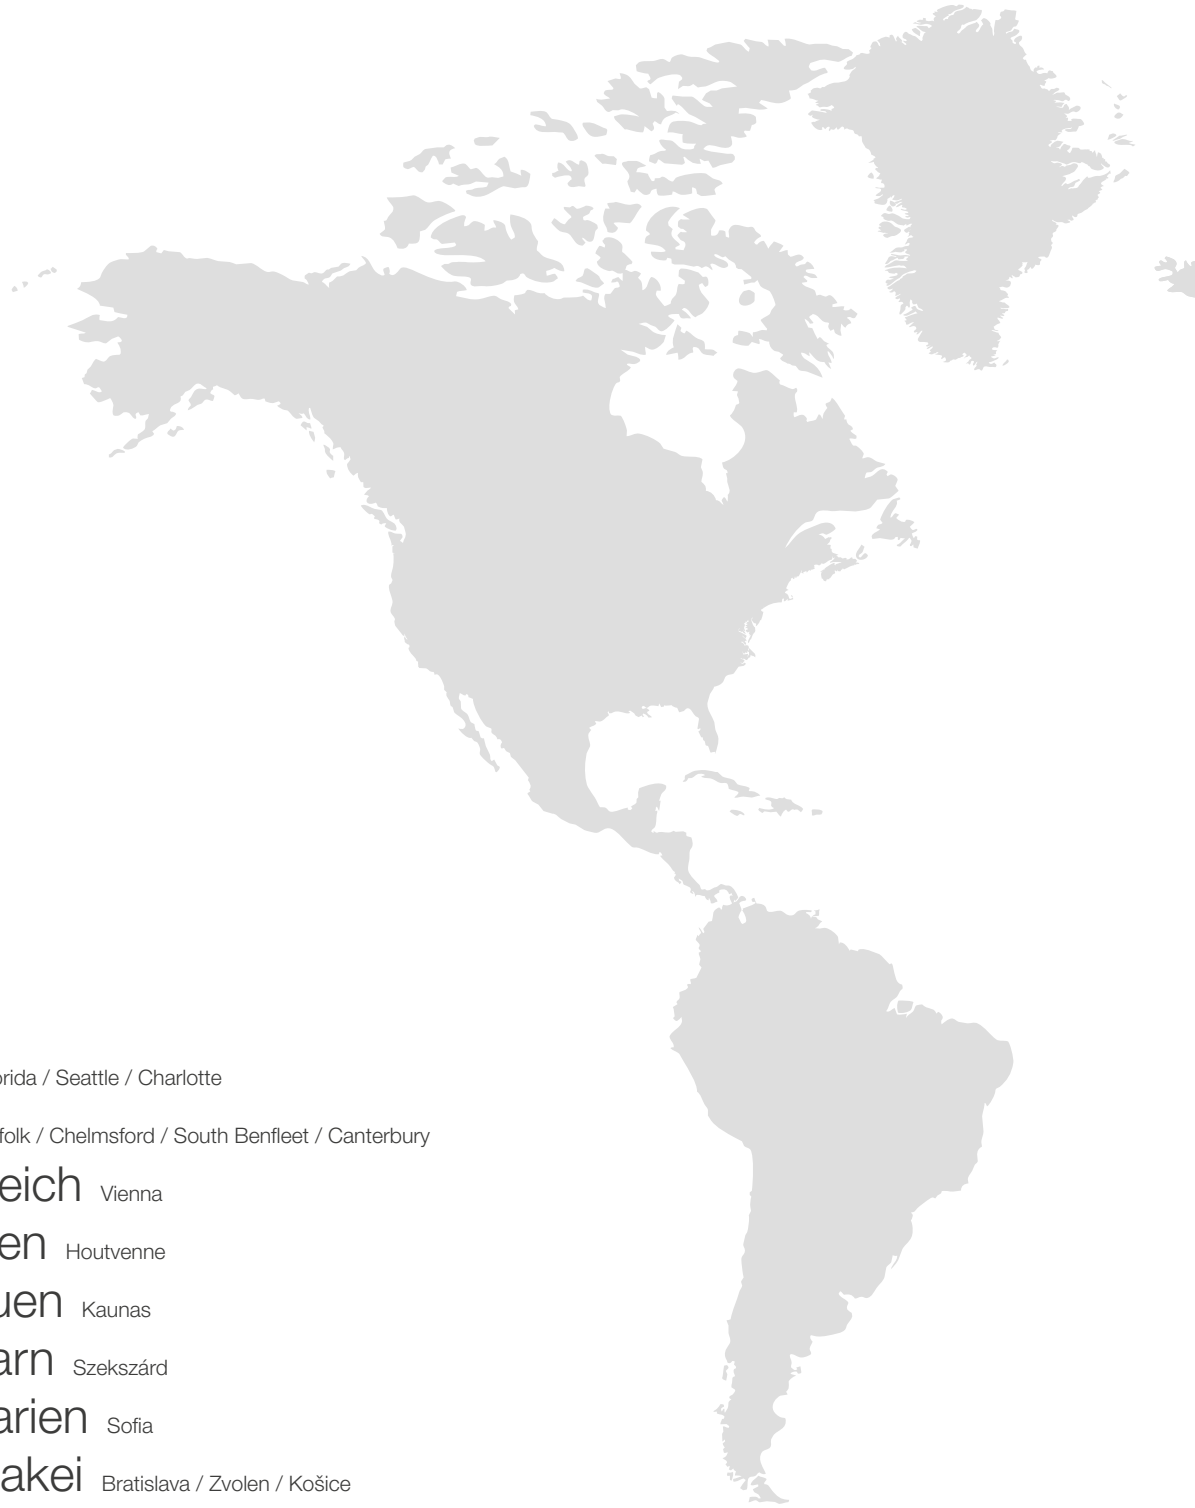 orida / Seattle / Charlotte
folk / Chelmsford / South Benfleet / Canterbury
eich Vienna
en Houtvenne
uen Kaunas
arn Szekszárd
arien Sofia
akei Bratislava / Zvolen / Košice